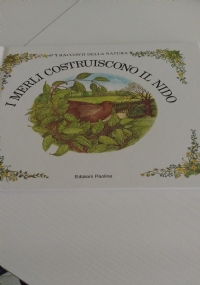 I RACCONTI DELLA NATURA
I MERLI COSTRUISCONO IL NIDO
Edizioni Paoline